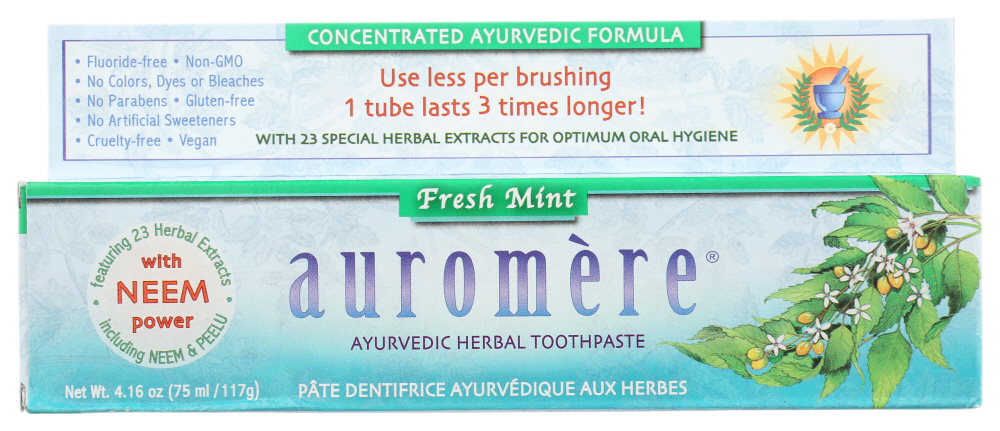 CONCENTRATED AYURVEDIC FORMULA
• Fluoride-free • Non-GMO
• No Colors, Dyes or Bleaches
• No Parabens • Gluten-free
• No Artificial Sweeteners
• Cruelty-free • Vegan
Use less per brushing
1 tube lasts 3 times longer!
WITH 23 SPECIAL HERBAL EXTRACTS FOR OPTIMUM ORAL HYGIENE
Fresh Mint
• featuring 23 Herbal Extracts •
with
NEEM
power
including NEEM & PEELU
auromère®
AYURVEDIC HERBAL TOOTHPASTE
Net Wt. 4.16 oz (75 ml / 117g)
PÂTE DENTIFRICE AYURVÉDIQUE AUX HERBES